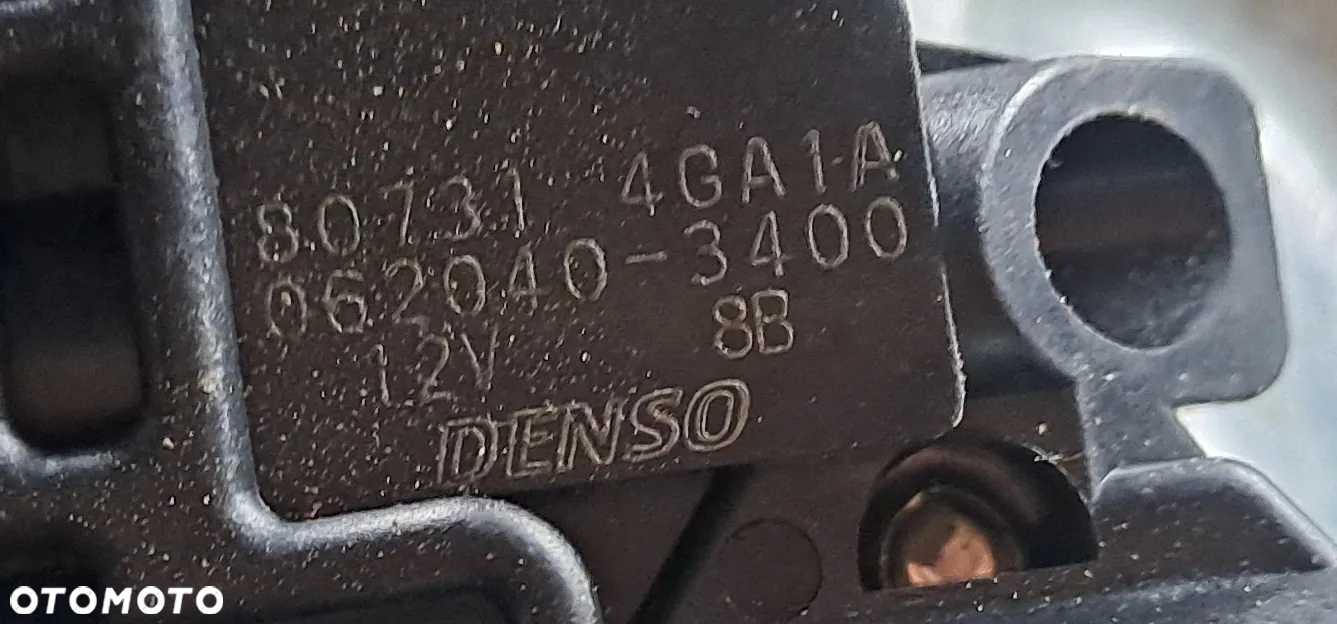 80731 4GA1A
062040-3400
12V 8B
DENSO
OTOMOTO